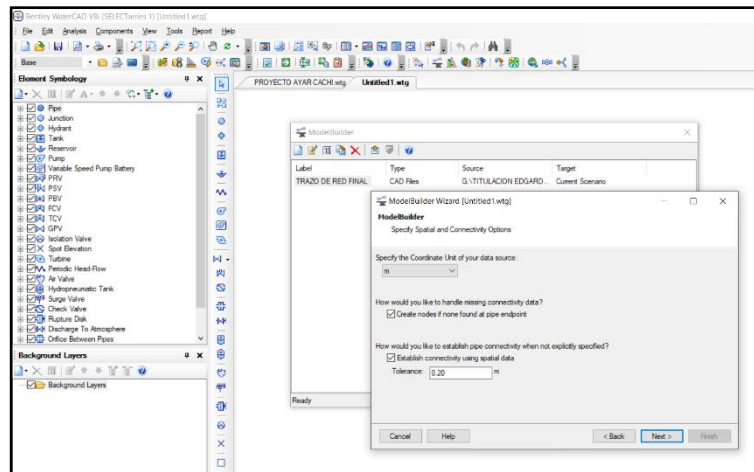 Bentley WaterCAD V8i (SELECTseries 1) [Untitled1.wtg]
File Edit Analysis Components View Tools Report Help
Base
Element Symbology
PROYECTO AYAR CACHI.wtg
Untitled1.wtg
Pipe
Junction
Hydrant
Tank
Reservoir
Pump
Variable Speed Pump Battery
PRV
PSV
PBV
FCV
TCV
GPV
Isolation Valve
Spot Elevation
Turbine
Periodic Head-Flow
Air Valve
Hydropneumatic Tank
Surge Valve
Check Valve
Rupture Disk
Discharge To Atmosphere
Orifice Between Pipes
Background Layers
Background Layers
ModelBuilder
Label Type Source Target
TRAZO DE RED FINAL CAD Files G:\TITULACION EDGARD... Current Scenario
Ready
ModelBuilder Wizard [Untitled1.wtg]
ModelBuilder
Specify Spatial and Connectivity Options
Specify the Coordinate Unit of your data source:
m
How would you like to handle missing connectivity data?
Create nodes if none found at pipe endpoint
How would you like to establish pipe connectivity when not explicitly specified?
Establish connectivity using spatial data
Tolerance: 0.20 m
Cancel Help < Back Next > Finish